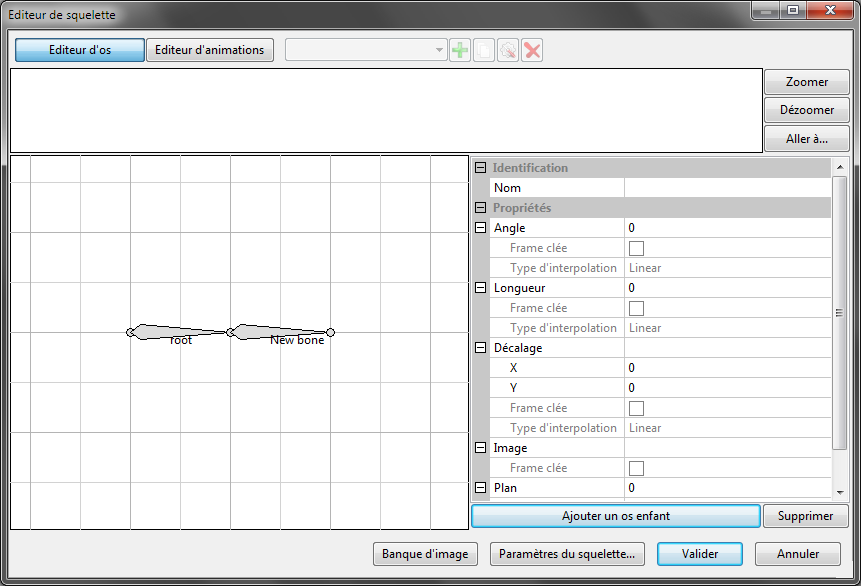 Editeur de squelette
Editeur d'os Editeur d'animations
Zoomer
Dézoomer
Aller à...
root New bone
Identification
Nom
Propriétés
Angle 0
Frame clée
Type d'interpolation Linear
Longueur 0
Frame clée
Type d'interpolation Linear
Décalage
X 0
Y 0
Frame clée
Type d'interpolation Linear
Image
Frame clée
Plan 0
Ajouter un os enfant Supprimer
Banque d'image Paramètres du squelette... Valider Annuler